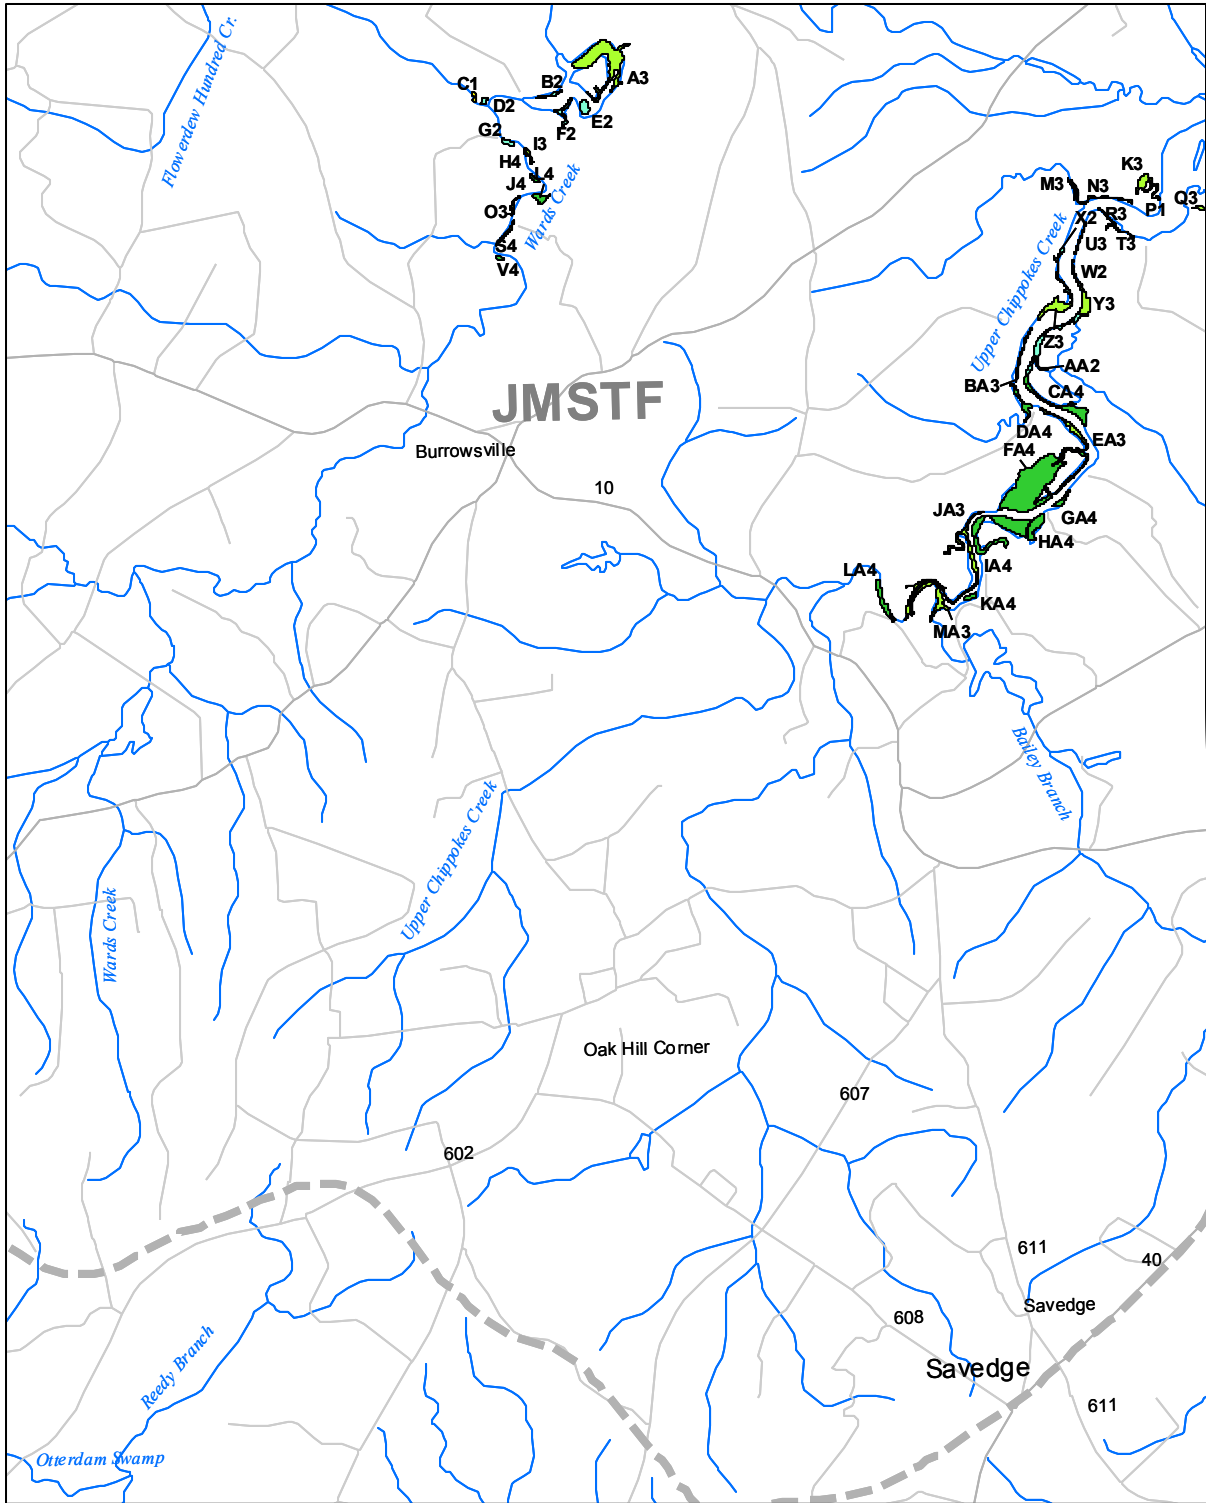 Flowerdew Hundred Cr.
C1
D2
B2
A3
E2
F2
G2
I3
H4
L4
J4
O3
Wards Creek
S4
V4
K3
M3
N3
P1
Q3
R3
X2
T3
U3
W2
Upper Chippokes Creek
Y3
Z3
AA2
BA3
CA4
DA4
EA3
FA4
JMSTF
Burrowsville
10
JA3
GA4
HA4
IA4
LA4
KA4
MA3
Bailey Branch
Upper Chippokes Creek
Wards Creek
Oak Hill Corner
607
602
611
40
Savedge
608
Savedge
611
Reedy Branch
Otterdam Swamp